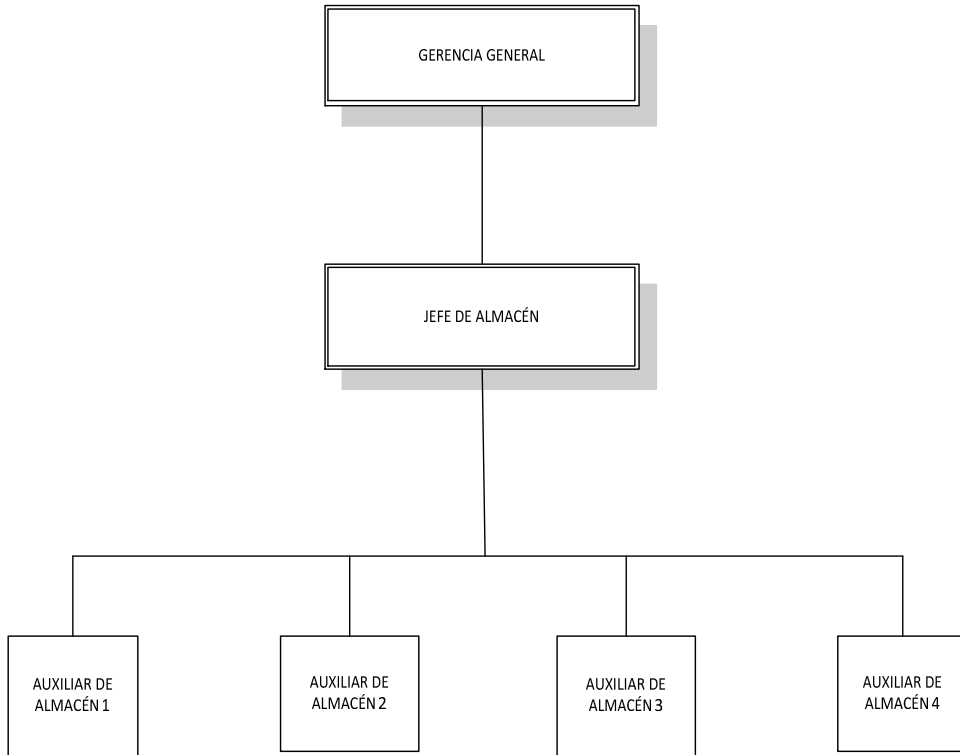 GERENCIA GENERAL
JEFE DE ALMACÉN
AUXILIAR DE
ALMACÉN 1
AUXILIAR DE
ALMACÉN 2
AUXILIAR DE
ALMACÉN 3
AUXILIAR DE
ALMACÉN 4